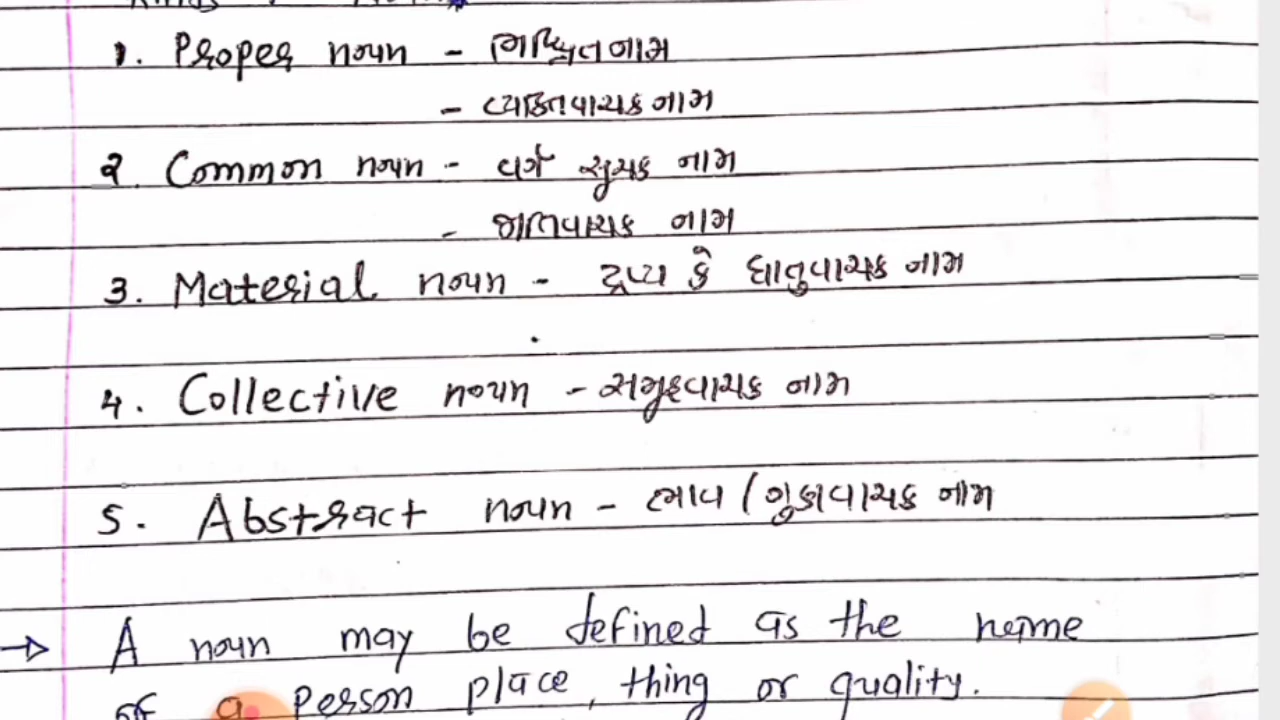 1. Proper noun - નિશ્ચિત નામ
- વ્યક્તિવાચક નામ
2. Common noun - વર્ગ સૂચક નામ
- જાતિવાચક નામ
3. Material noun - દ્રવ્ય કે ધાતુવાચક નામ
4. Collective noun - સમુહવાચક નામ
5. Abstract noun - ભાવ / ગુણવાચક નામ
→ A noun may be defined as the name
of a person place, thing or quality.